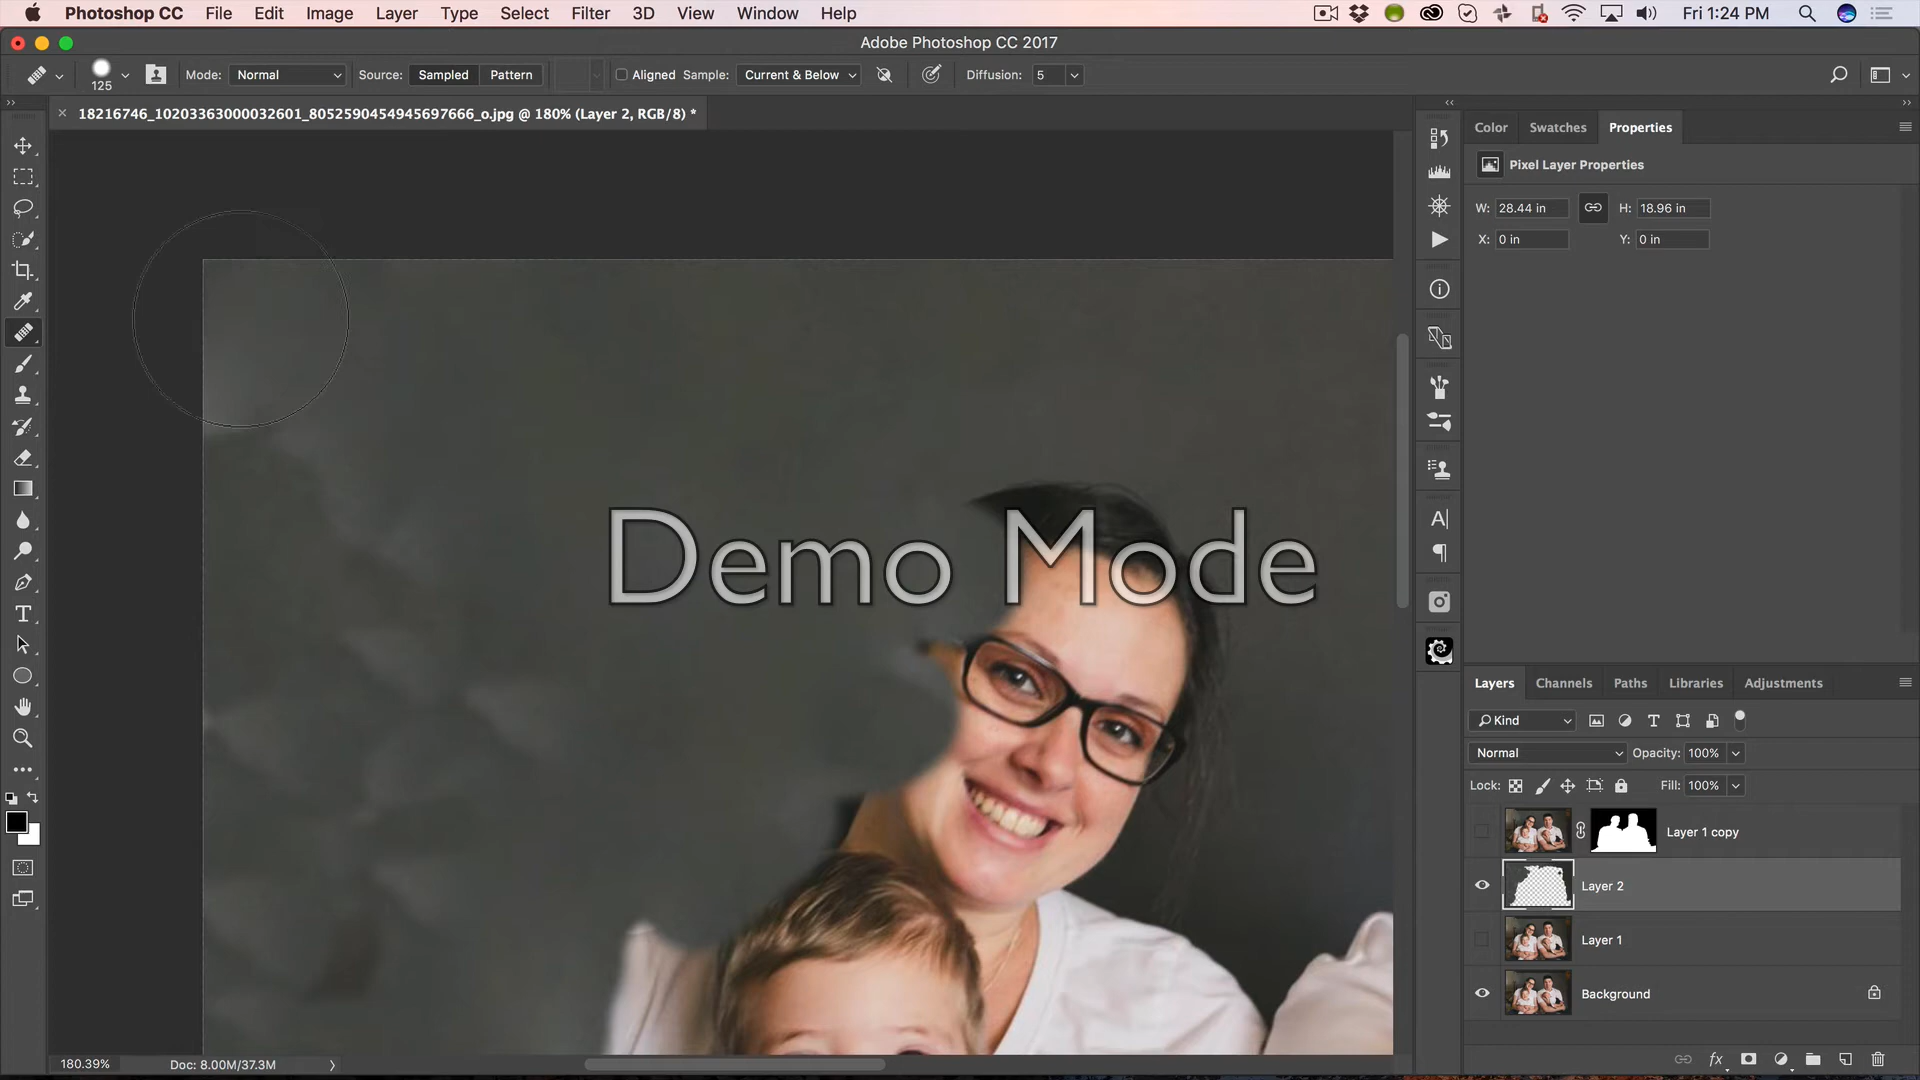 Photoshop CC File Edit Image Layer Type Select Filter 3D View Window Help Fri 1:24 PM
Adobe Photoshop CC 2017
125 Mode: Normal Source: Sampled Pattern Aligned Sample: Current & Below Diffusion: 5
18216746_10203363000032601_8052590454945697666_o.jpg @ 180% (Layer 2, RGB/8) *
Color Swatches Properties
Pixel Layer Properties
W: 28.44 in H: 18.96 in
X: 0 in Y: 0 in
Demo Mode
Layers Channels Paths Libraries Adjustments
Kind
Normal Opacity: 100%
Lock: Fill: 100%
Layer 1 copy
Layer 2
Layer 1
Background
180.39% Doc: 8.00M/37.3M